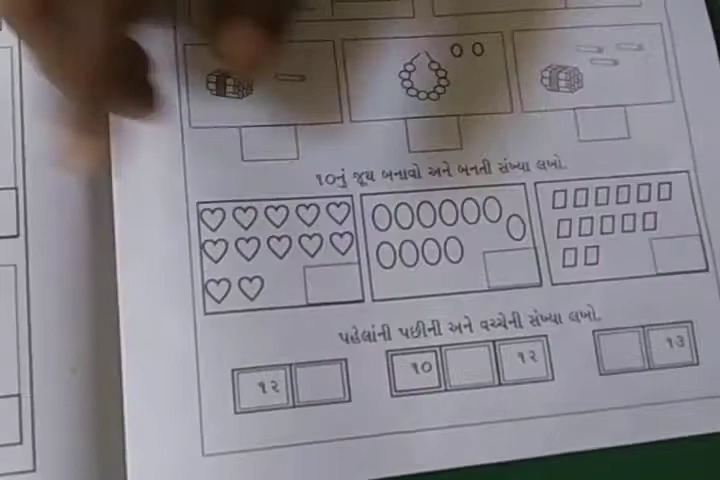 ૧૦નું જૂથ બનાવો અને બનતી સંખ્યા લખો.
પહેલાંની પછીની અને વચ્ચેની સંખ્યા લખો.
૧૨ ૧૦ ૧૨ ૧૩